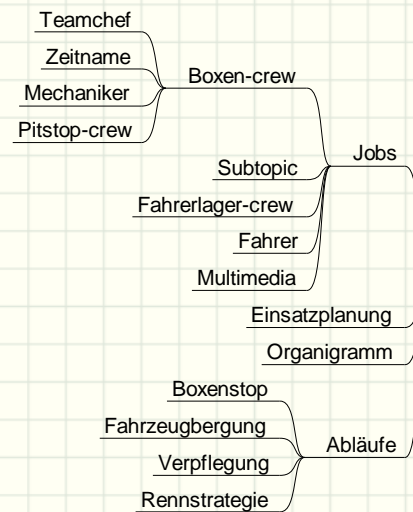 Teamchef
Zeitname
Mechaniker
Pitstop-crew
Boxen-crew
Jobs
Subtopic
Fahrerlager-crew
Fahrer
Multimedia
Einsatzplanung
Organigramm
Boxenstop
Fahrzeugbergung
Verpflegung
Rennstrategie
Abläufe